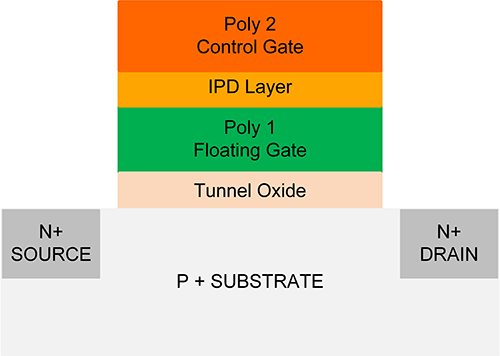 Poly 2
Control Gate
IPD Layer
Poly 1
Floating Gate
Tunnel Oxide
N+
SOURCE
N+
DRAIN
P + SUBSTRATE